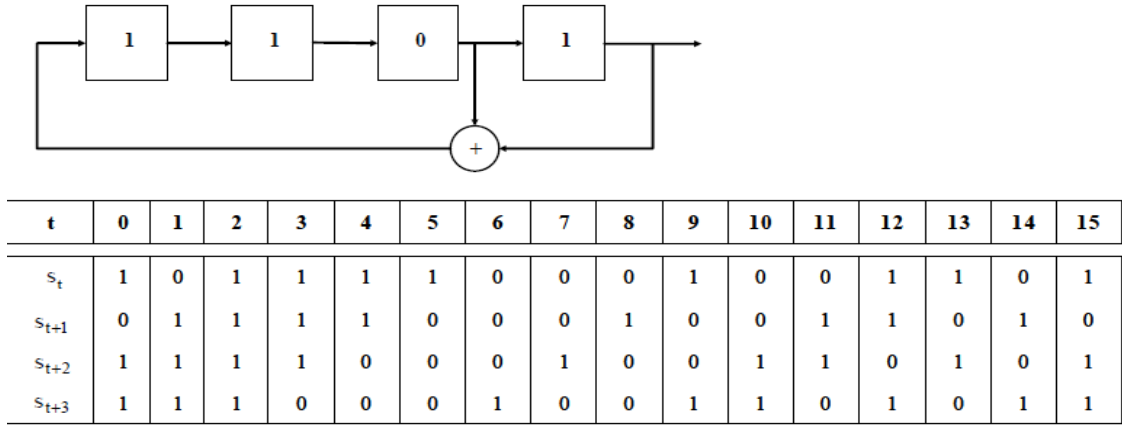 1 1 0 1
+
t 0 1 2 3 4 5 6 7 8 9 10 11 12 13 14 15
s_t 1 0 1 1 1 1 0 0 0 1 0 0 1 1 0 1
s_t+1 0 1 1 1 1 0 0 0 1 0 0 1 1 0 1 0
s_t+2 1 1 1 1 0 0 0 1 0 0 1 1 0 1 0 1
s_t+3 1 1 1 0 0 0 1 0 0 1 1 0 1 0 1 1